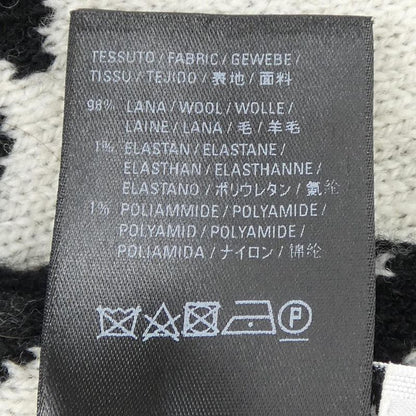 TESSUTO / FABRIC / GEWEBE /
TISSU / TEJIDO / 表地 / 面料
98% LANA / WOOL / WOLLE /
LAINE / LANA / 毛 / 羊毛
1% ELASTAN / ELASTANE /
ELASTHAN / ELASTHANNE /
ELASTANO / ポリウレタン / 氨纶
1% POLIAMMIDE / POLYAMIDE /
POLYAMID / POLYAMIDE /
POLIAMIDA / ナイロン / 锦纶
P